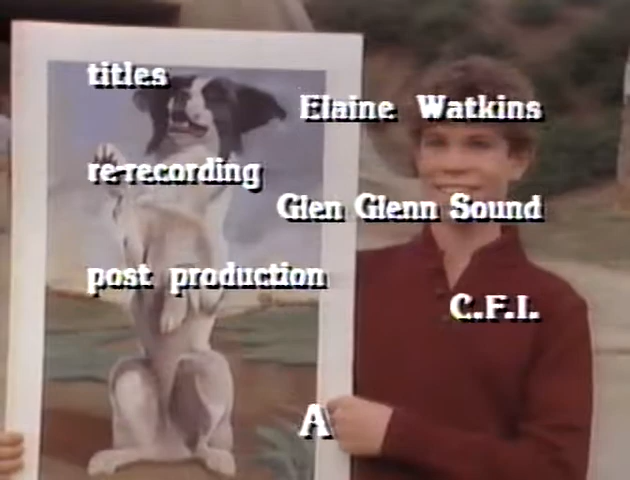 titles
Elaine Watkins
re-recording
Glen Glenn Sound
post production
C.F.I.
A